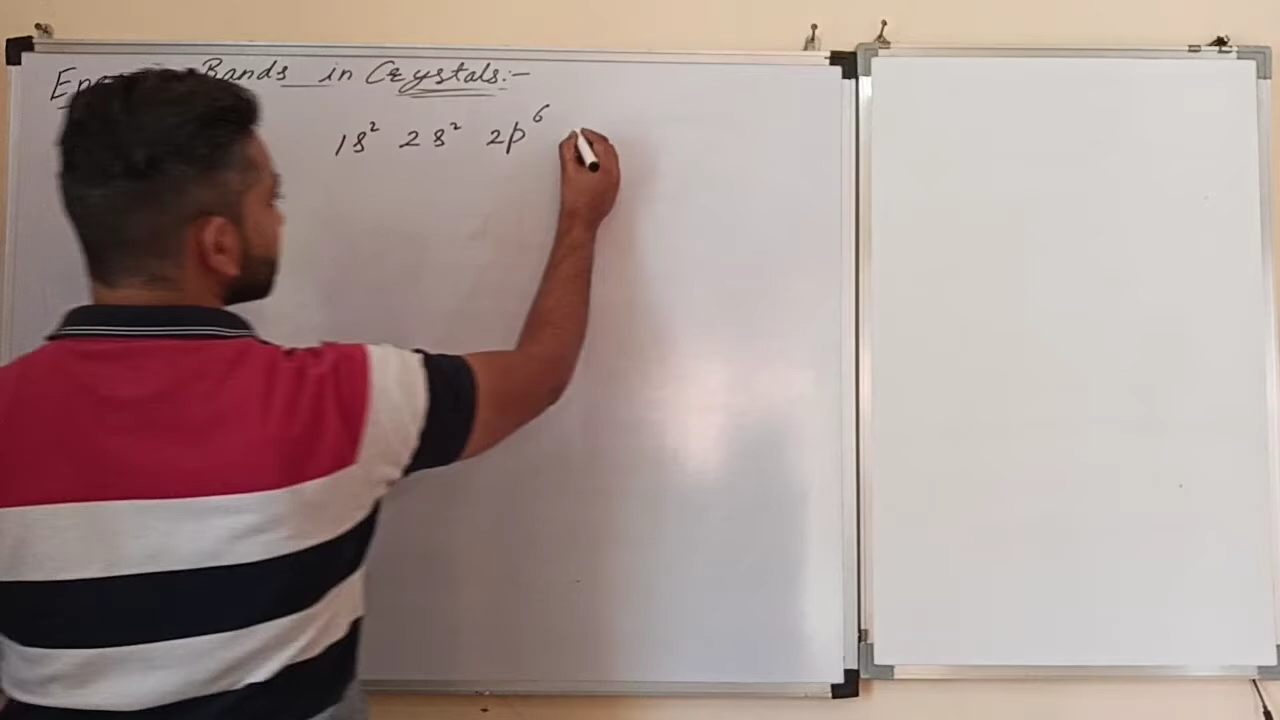 Bands in Crystals:-
1s² 2s² 2p⁶